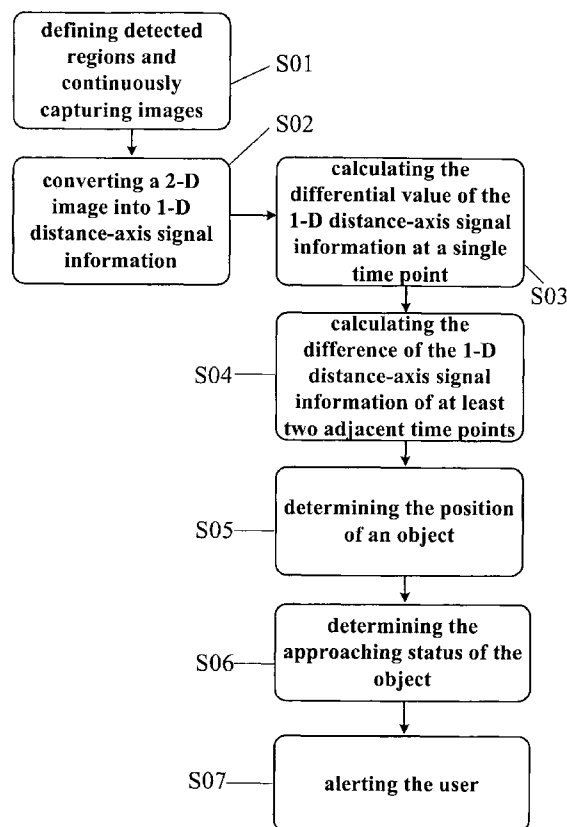 defining detected
regions and
continuously
capturing images
S01
S02
converting a 2-D
image into 1-D
distance-axis signal
information
calculating the
differential value of the
1-D distance-axis signal
information at a single
time point
S03
calculating the
difference of the 1-D
distance-axis signal
information of at least
two adjacent time points
S04
determining the position
of an object
S05
determining the
approaching status of the
object
S06
alerting the user
S07